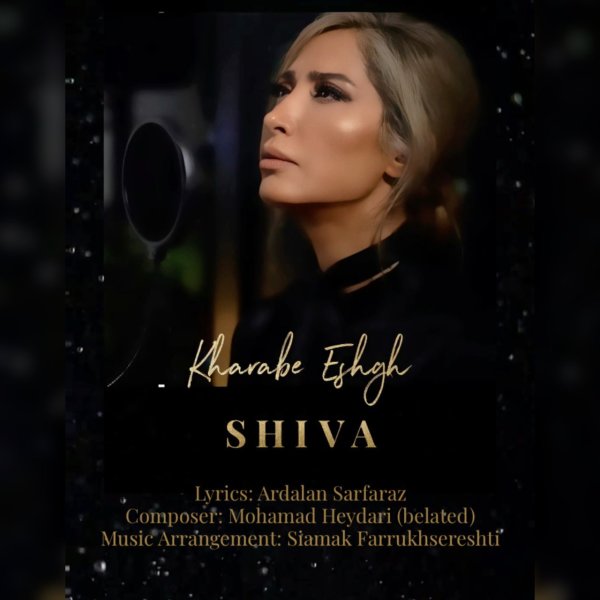 Kharabe Eshgh
SHIVA
Lyrics: Ardalan Sarfaraz
Composer: Mohamad Heydari (belated)
Music Arrangement: Siamak Farrukhsereshti